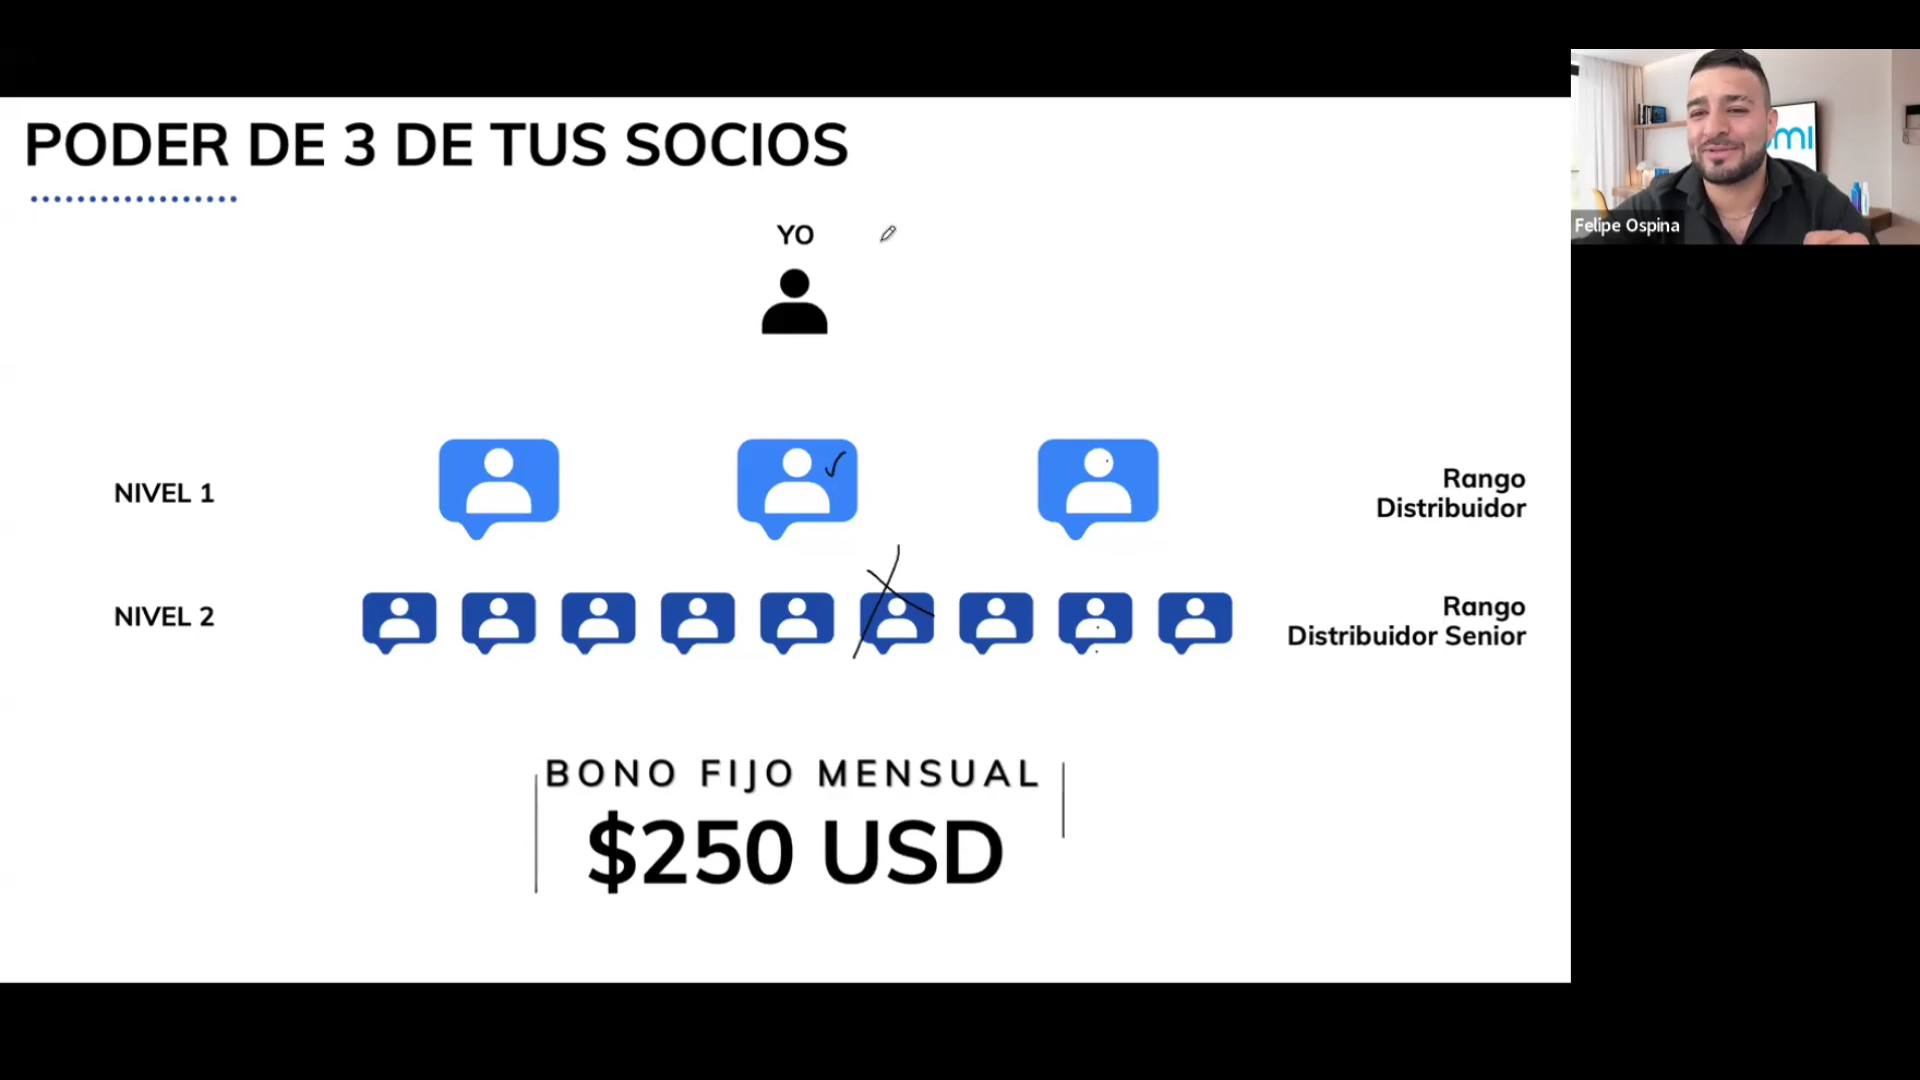 PODER DE 3 DE TUS SOCIOS
YO
NIVEL 1
Rango
Distribuidor
NIVEL 2
Rango
Distribuidor Senior
BONO FIJO MENSUAL
$250 USD
Felipe Ospina